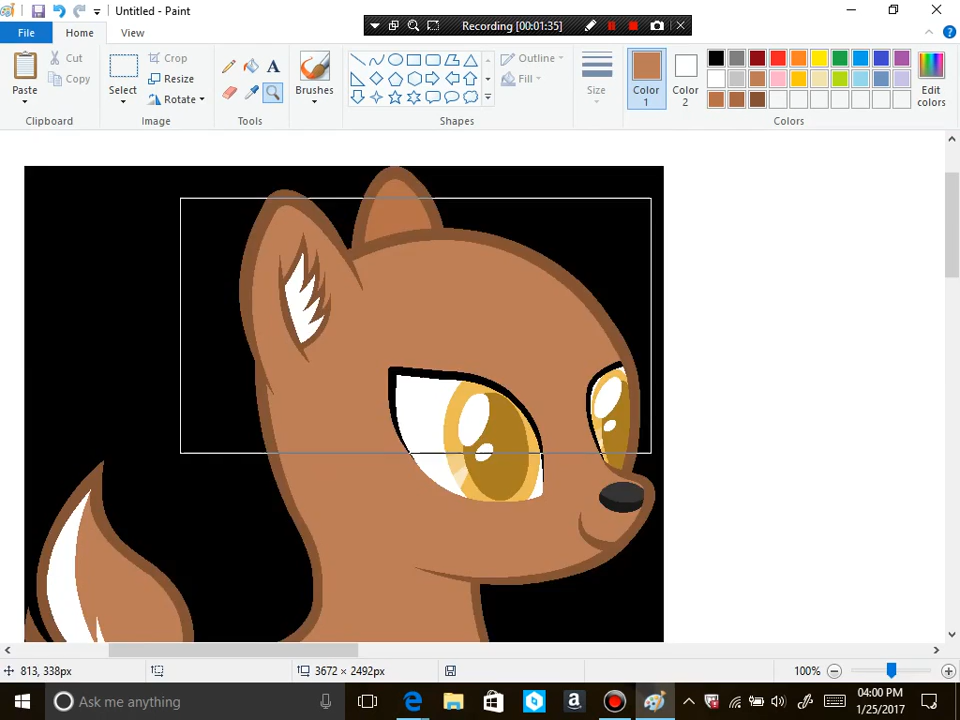 Untitled - Paint
Recording [00:01:35]
File
Home
View
Paste
Cut
Copy
Clipboard
Select
Crop
Resize
Rotate
Image
A
Tools
Brushes
Outline
Fill
Shapes
Size
Color 1
Color 2
Edit colors
Colors
813, 338px
3672 × 2492px
100%
Ask me anything
a
04:00 PM
1/25/2017